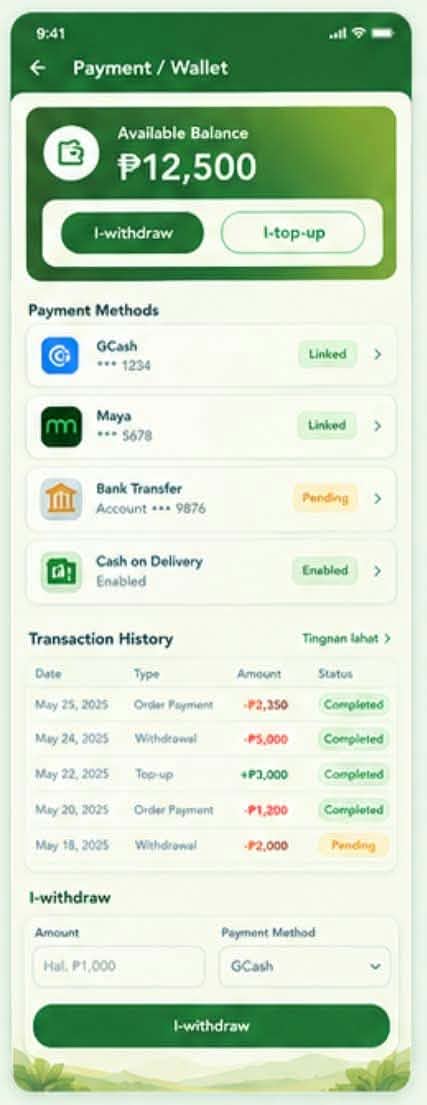 9:41
Payment / Wallet
Available Balance
₱12,500
I-withdraw I-top-up
Payment Methods
GCash
*** 1234
Linked
Maya
*** 5678
Linked
Bank Transfer
Account *** 9876
Pending
Cash on Delivery
Enabled
Enabled
Transaction History Tingnan lahat
Date Type Amount Status
May 25, 2025 Order Payment -₱2,350 Completed
May 24, 2025 Withdrawal -₱5,000 Completed
May 22, 2025 Top-up +₱3,000 Completed
May 20, 2025 Order Payment -₱1,200 Completed
May 18, 2025 Withdrawal -₱2,000 Pending
I-withdraw
Amount Payment Method
Hal. ₱1,000 GCash
I-withdraw